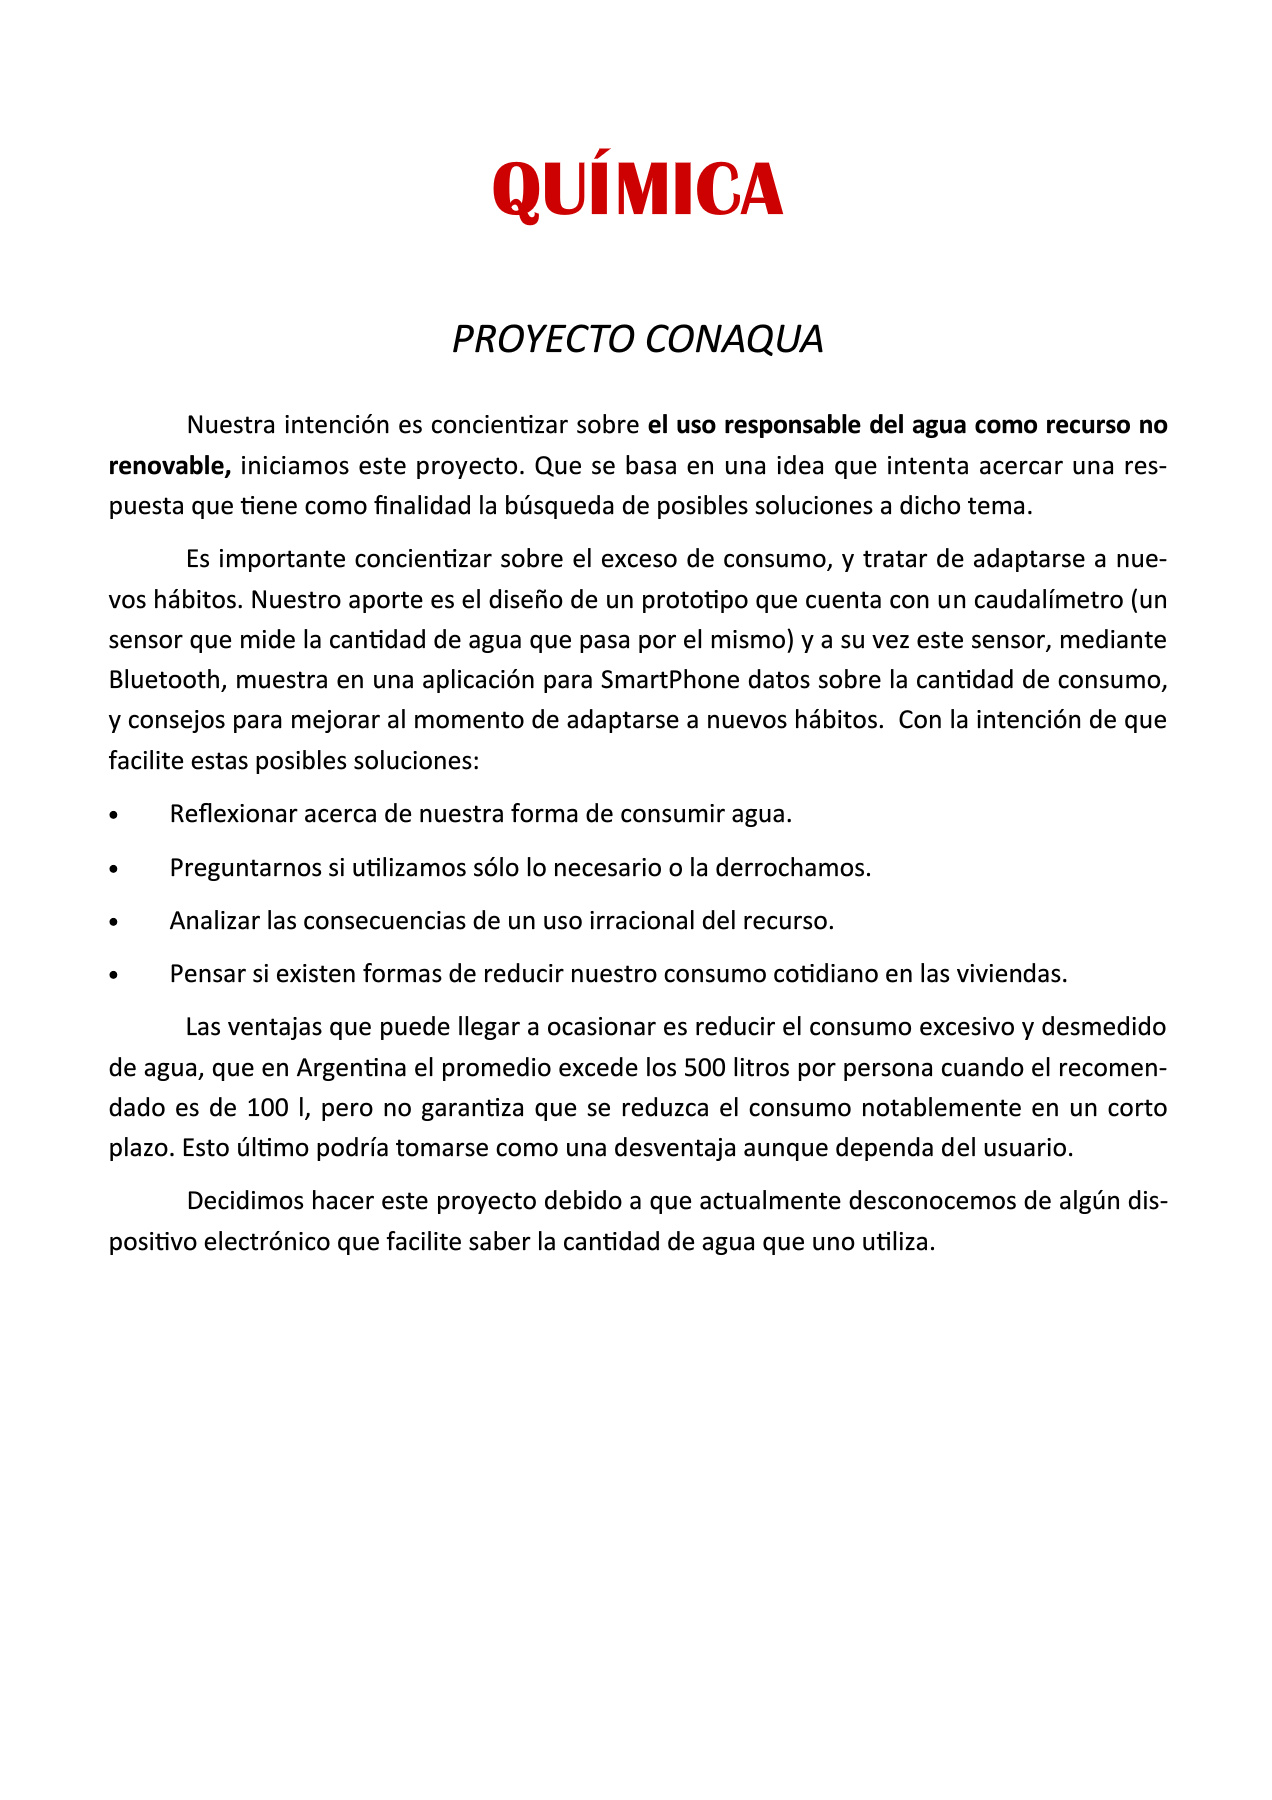 QUÍMICA
PROYECTO CONAQUA
Nuestra intención es concientizar sobre el uso responsable del agua como recurso no
renovable, iniciamos este proyecto. Que se basa en una idea que intenta acercar una res-
puesta que tiene como finalidad la búsqueda de posibles soluciones a dicho tema.
Es importante concientizar sobre el exceso de consumo, y tratar de adaptarse a nue-
vos hábitos. Nuestro aporte es el diseño de un prototipo que cuenta con un caudalímetro (un
sensor que mide la cantidad de agua que pasa por el mismo) y a su vez este sensor, mediante
Bluetooth, muestra en una aplicación para SmartPhone datos sobre la cantidad de consumo,
y consejos para mejorar al momento de adaptarse a nuevos hábitos.  Con la intención de que
facilite estas posibles soluciones:
• Reflexionar acerca de nuestra forma de consumir agua.
• Preguntarnos si utilizamos sólo lo necesario o la derrochamos.
• Analizar las consecuencias de un uso irracional del recurso.
• Pensar si existen formas de reducir nuestro consumo cotidiano en las viviendas.
Las ventajas que puede llegar a ocasionar es reducir el consumo excesivo y desmedido
de agua, que en Argentina el promedio excede los 500 litros por persona cuando el recomen-
dado es de 100 l, pero no garantiza que se reduzca el consumo notablemente en un corto
plazo. Esto último podría tomarse como una desventaja aunque dependa del usuario.
Decidimos hacer este proyecto debido a que actualmente desconocemos de algún dis-
positivo electrónico que facilite saber la cantidad de agua que uno utiliza.